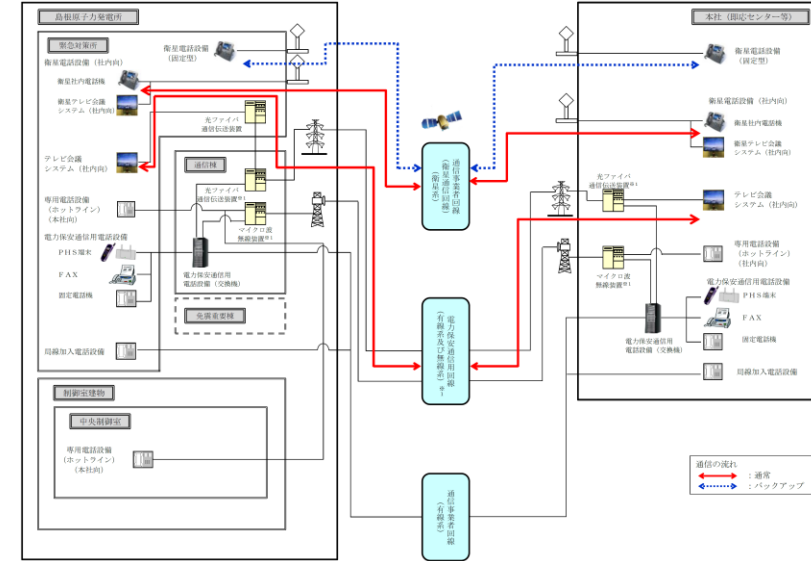 島根原子力発電所
緊急対策所
衛星電話設備（社内向）
衛星社内電話機
衛星テレビ会議
システム（社内向）
衛星電話設備
（固定型）
光ファイバ
通信伝送装置
テレビ会議
システム（社内向）
通信棟
光ファイバ
通信伝送装置※1
専用電話設備
（ホットライン）
（本社向）
マイクロ波
無線装置※1
電力保安通信用電話設備
PHS端末
FAX
固定電話機
電力保安通信用
電話設備（交換機）
免震重要棟
局線加入電話設備
制御室建物
中央制御室
専用電話設備
（ホットライン）
（本社向）
通信事業者回線
（衛星通信回線）
（衛星系）
電力保安通信用回線
（有線系及び無線系）※1
通信事業者回線
（有線系）
本社（即応センター等）
衛星電話設備
（固定型）
衛星電話設備（社内向）
衛星社内電話機
衛星テレビ会議
システム（社内向）
光ファイバ
通信伝送装置※1
テレビ会議
システム（社内向）
マイクロ波
無線装置※1
専用電話設備
（ホットライン）
（社内向）
電力保安通信用電話設備
PHS端末
FAX
固定電話機
電力保安通信用
電話設備（交換機）
局線加入電話設備
通信の流れ
：通常
：バックアップ